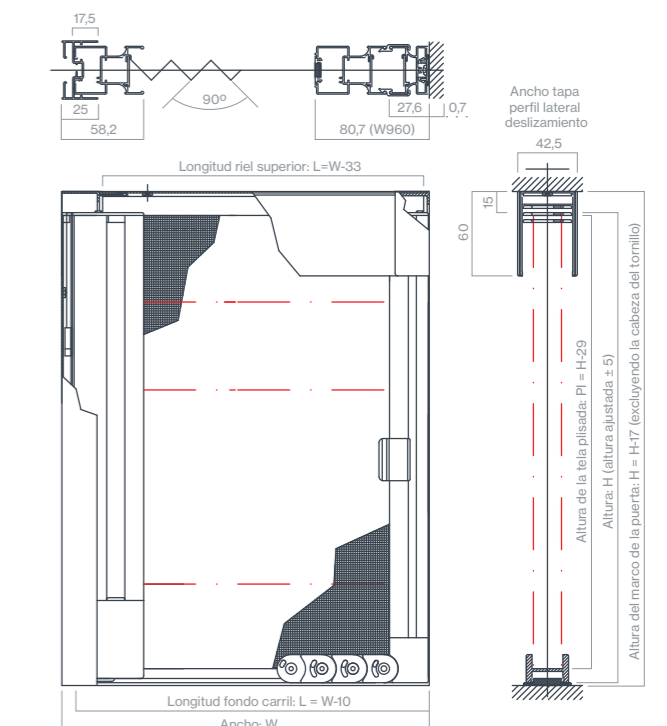 17,5
90º
25
58,2
27,6
0,7
80,7 (W960)
Ancho tapa
perfil lateral
deslizamiento
42,5
Longitud riel superior: L=W-33
15
60
Altura de la tela plisada: Pl = H-29
Altura: H (altura ajustada ± 5)
Altura del marco de la puerta: H = H-17 (excluyendo la cabeza del tornillo)
Longitud fondo carril: L = W-10
Ancho: W